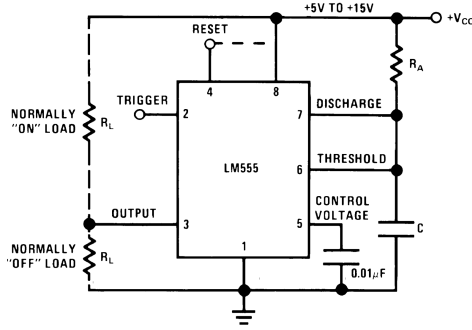 +5V TO +15V
+VCC
RESET
RA
4
8
TRIGGER
2
7
DISCHARGE
NORMALLY
"ON" LOAD
RL
LM555
6
THRESHOLD
OUTPUT
3
5
CONTROL
VOLTAGE
C
NORMALLY
"OFF" LOAD
RL
1
0.01μF